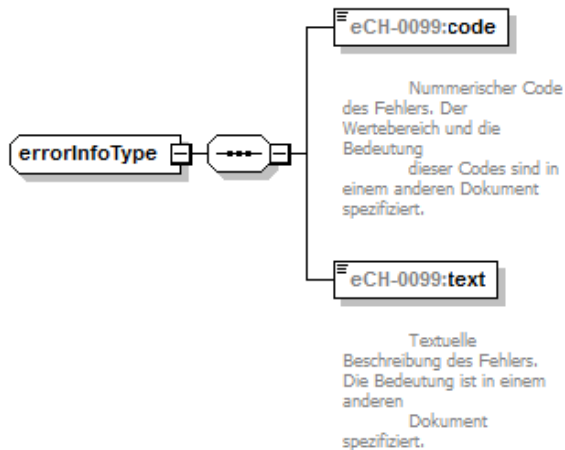 eCH-0099:code
Nummerischer Code
des Fehlers. Der
Wertebereich und die
Bedeutung
dieser Codes sind in
einem anderen Dokument
spezifiziert.
errorInfoType
eCH-0099:text
Textuelle
Beschreibung des Fehlers.
Die Bedeutung ist in einem
anderen
Dokument
spezifiziert.